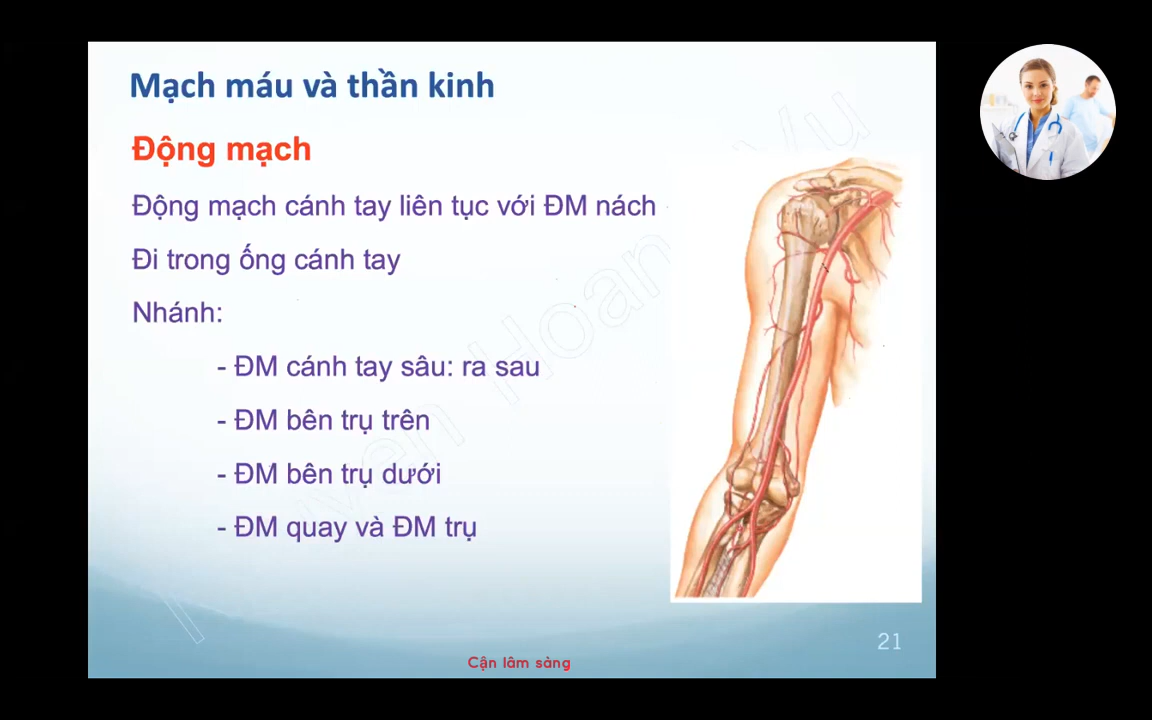 Mạch máu và thần kinh
Động mạch
Động mạch cánh tay liên tục với ĐM nách
Đi trong ống cánh tay
Nhánh:
- ĐM cánh tay sâu: ra sau
- ĐM bên trụ trên
- ĐM bên trụ dưới
- ĐM quay và ĐM trụ
21
Cận lâm sàng